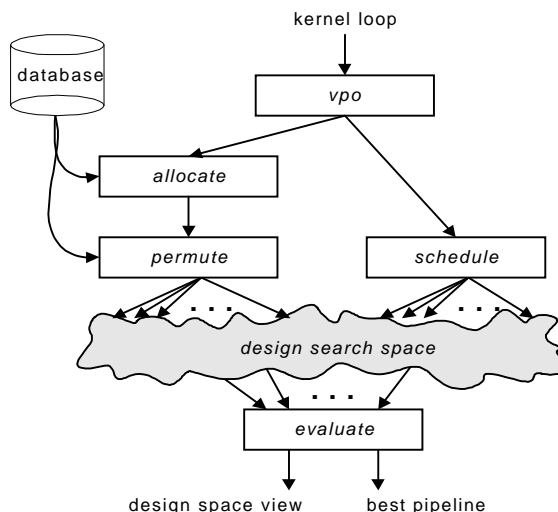 kernel loop
database
vpo
allocate
permute
schedule
. . .
. . .
design search space
. . .
evaluate
design space view
best pipeline